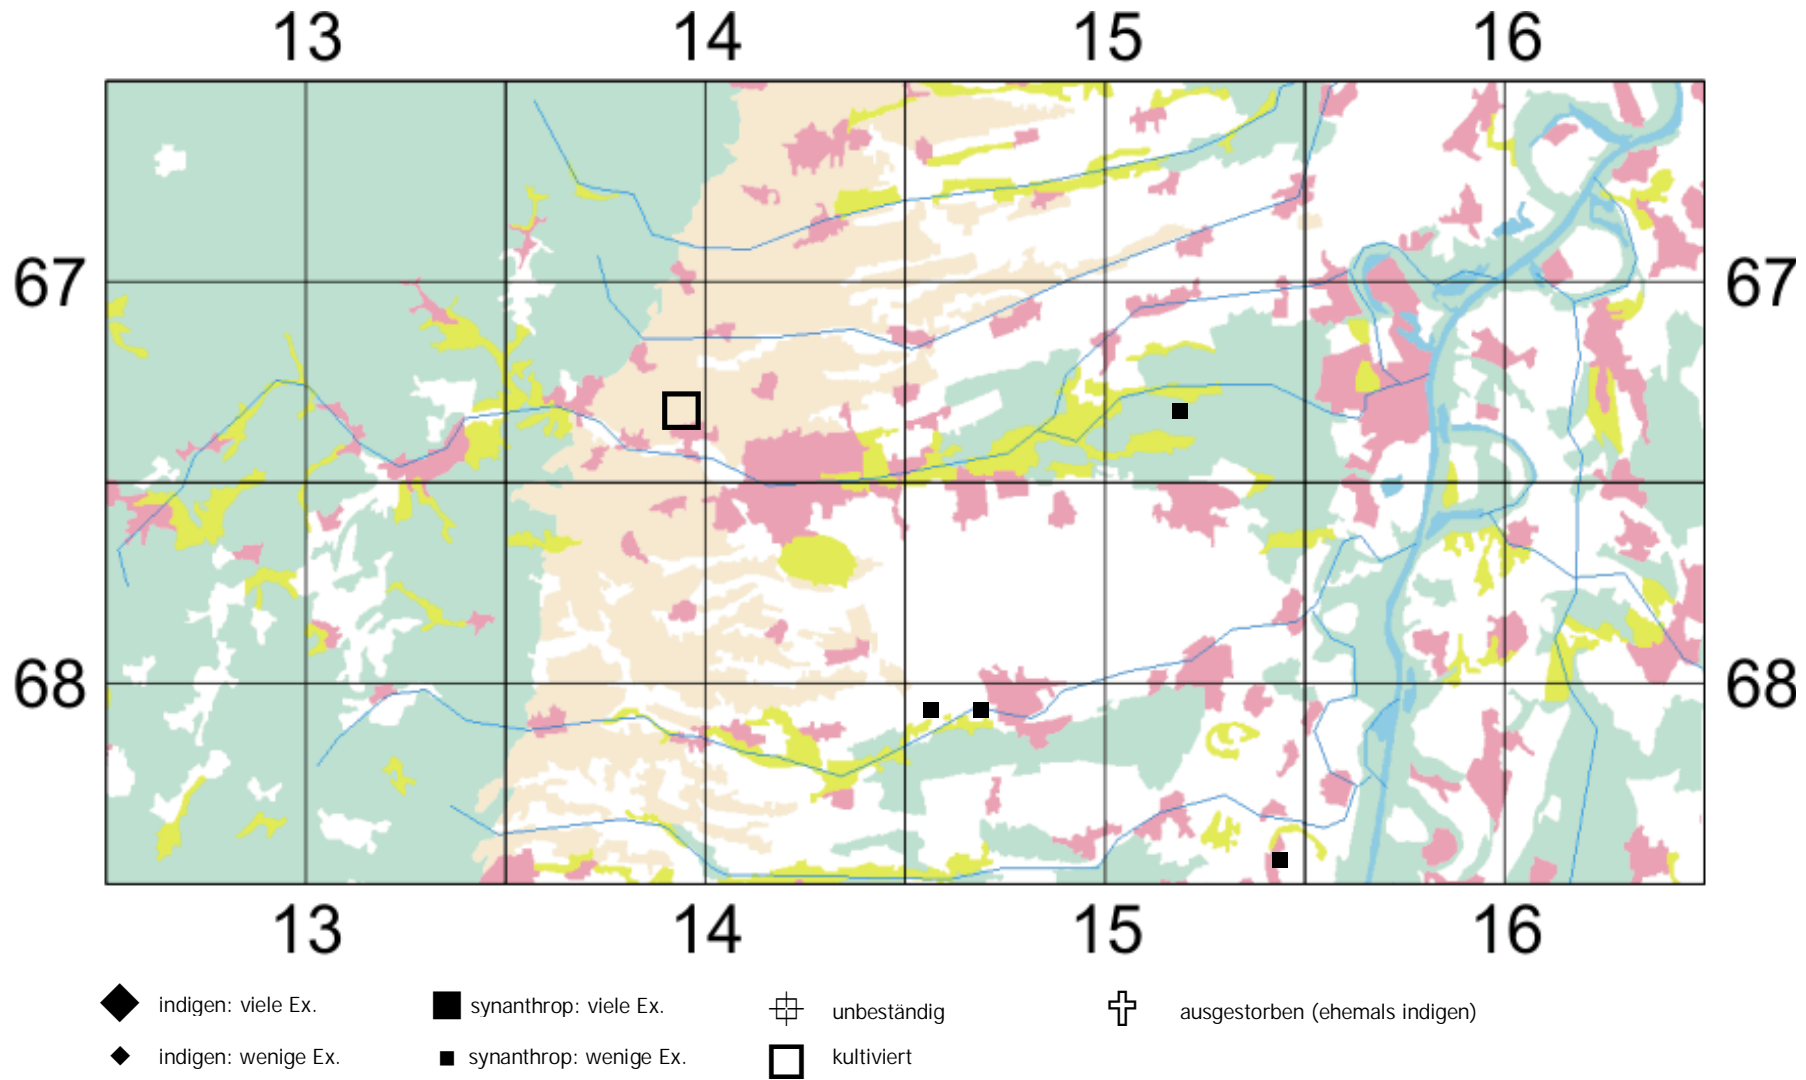 13 14 15 16
67 67
68 68
13 14 15 16
indigen: viele Ex. synanthrop: viele Ex. unbeständig ausgestorben (ehemals indigen)
indigen: wenige Ex. synanthrop: wenige Ex. kultiviert